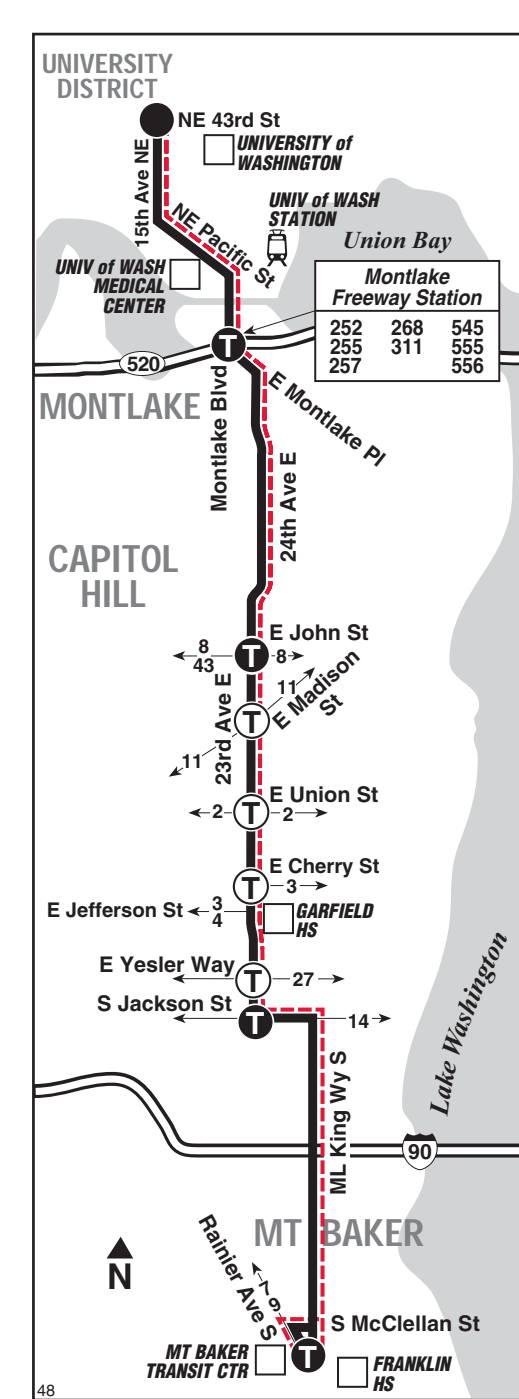 UNIVERSITY
DISTRICT
NE 43rd St
UNIVERSITY of
WASHINGTON
15th Ave NE
NE Pacific St
UNIV of WASH
STATION
Union Bay
UNIV of WASH
MEDICAL
CENTER
Montlake
Freeway Station
252 268 545
255 311 555
257 556
T
520
MONTLAKE
Montlake Blvd
E Montlake Pl
24th Ave E
CAPITOL
HILL
E John St
8
43
T
8
11
E Madison
St
23rd Ave E
T
11
E Union St
2
T
2
E Cherry St
T
3
E Jefferson St
3
4
GARFIELD
HS
E Yesler Way
T
27
S Jackson St
T
14
Lake Washington
ML King Wy S
90
MT BAKER
N
Rainier Ave S
7
9
S McClellan St
T
MT BAKER
TRANSIT CTR
FRANKLIN
HS
48